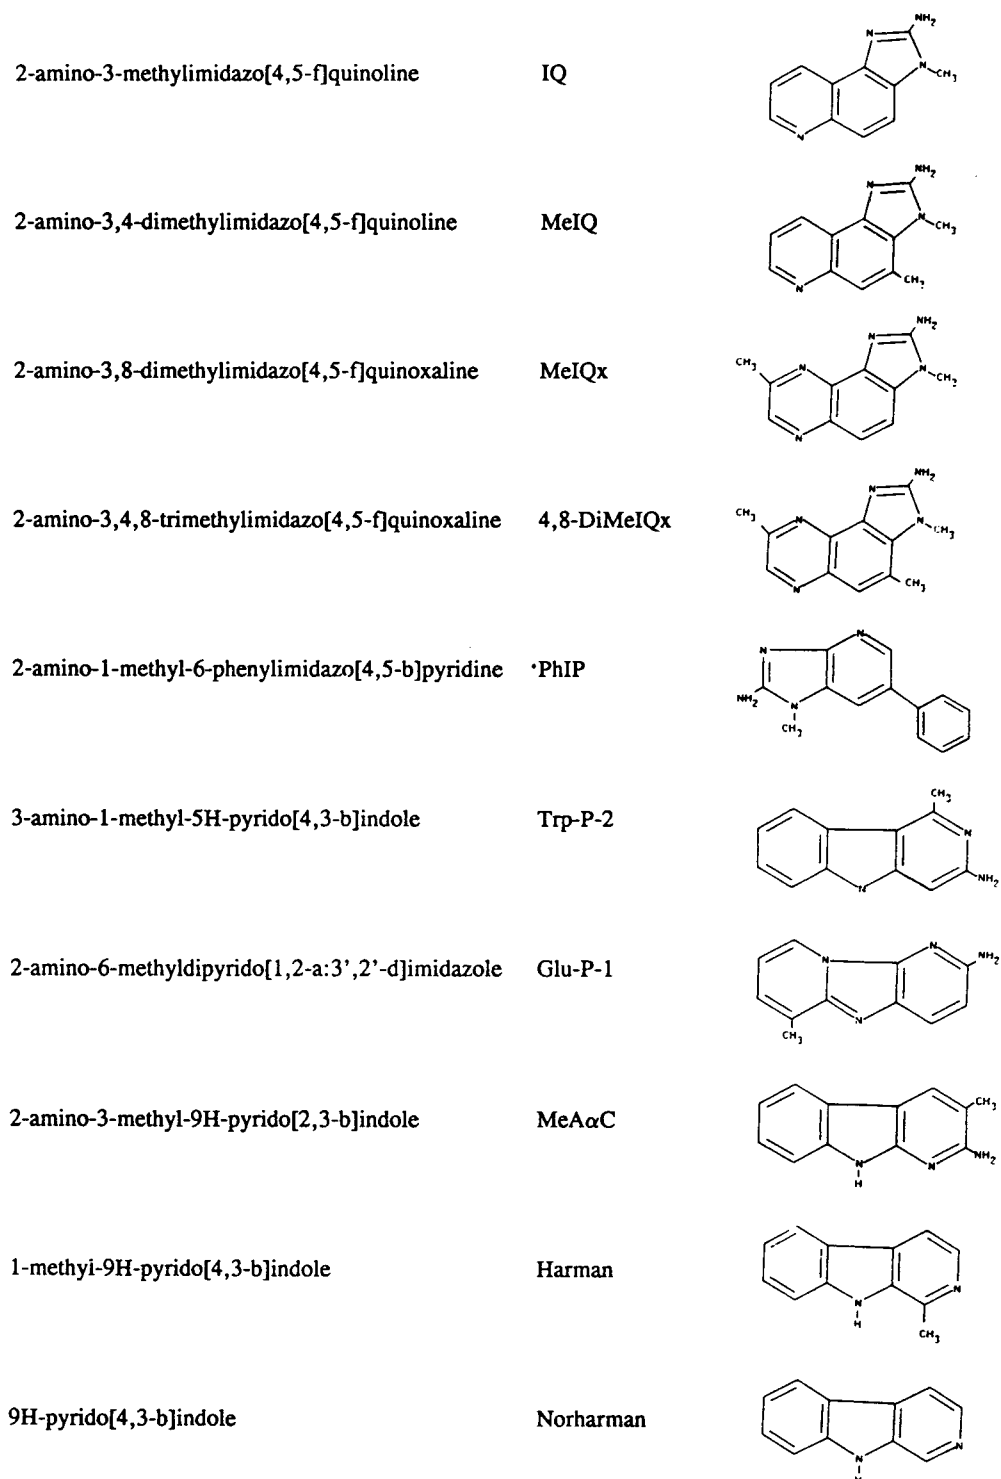 NH2
2-amino-3-methylimidazo[4,5-f]quinoline IQ N N CH3
N
NH2
2-amino-3,4-dimethylimidazo[4,5-f]quinoline MeIQ N N CH3
N CH3
NH2
2-amino-3,8-dimethylimidazo[4,5-f]quinoxaline MeIQx CH3 N N N CH3
N
NH2
2-amino-3,4,8-trimethylimidazo[4,5-f]quinoxaline 4,8-DiMeIQx CH3 N N N CH3
N CH3
N
2-amino-1-methyl-6-phenylimidazo[4,5-b]pyridine PhIP N
NH2 N
CH3
CH3
3-amino-1-methyl-5H-pyrido[4,3-b]indole Trp-P-2 N
N NH2
2-amino-6-methyldipyrido[1,2-a:3',2'-d]imidazole Glu-P-1 N N NH2
N
CH3
2-amino-3-methyl-9H-pyrido[2,3-b]indole MeAαC CH3
N N NH2
H
1-methyi-9H-pyrido[4,3-b]indole Harman N N
H
CH3
9H-pyrido[4,3-b]indole Norharman N
N